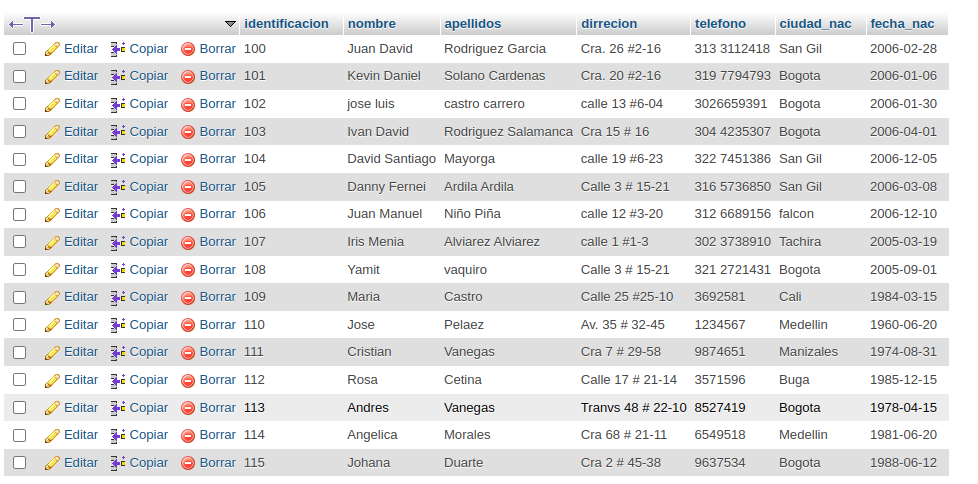 identificacion nombre apellidos dirrecion telefono ciudad_nac fecha_nac
Editar Copiar Borrar 100 Juan David Rodriguez Garcia Cra. 26 #2-16 313 3112418 San Gil 2006-02-28
Editar Copiar Borrar 101 Kevin Daniel Solano Cardenas Cra. 20 #2-16 319 7794793 Bogota 2006-01-06
Editar Copiar Borrar 102 jose luis castro carrero calle 13 #6-04 3026659391 Bogota 2006-01-30
Editar Copiar Borrar 103 Ivan David Rodriguez Salamanca Cra 15 # 16 304 4235307 Bogota 2006-04-01
Editar Copiar Borrar 104 David Santiago Mayorga calle 19 #6-23 322 7451386 San Gil 2006-12-05
Editar Copiar Borrar 105 Danny Fernei Ardila Ardila Calle 3 # 15-21 316 5736850 San Gil 2006-03-08
Editar Copiar Borrar 106 Juan Manuel Niño Piña calle 12 #3-20 312 6689156 falcon 2006-12-10
Editar Copiar Borrar 107 Iris Menia Alviarez Alviarez calle 1 #1-3 302 3738910 Tachira 2005-03-19
Editar Copiar Borrar 108 Yamit vaquiro Calle 3 # 15-21 321 2721431 Bogota 2005-09-01
Editar Copiar Borrar 109 Maria Castro Calle 25 #25-10 3692581 Cali 1984-03-15
Editar Copiar Borrar 110 Jose Pelaez Av. 35 # 32-45 1234567 Medellin 1960-06-20
Editar Copiar Borrar 111 Cristian Vanegas Cra 7 # 29-58 9874651 Manizales 1974-08-31
Editar Copiar Borrar 112 Rosa Cetina Calle 17 # 21-14 3571596 Buga 1985-12-15
Editar Copiar Borrar 113 Andres Vanegas Tranvs 48 # 22-10 8527419 Bogota 1978-04-15
Editar Copiar Borrar 114 Angelica Morales Cra 68 # 21-11 6549518 Medellin 1981-06-20
Editar Copiar Borrar 115 Johana Duarte Cra 2 # 45-38 9637534 Bogota 1988-06-12